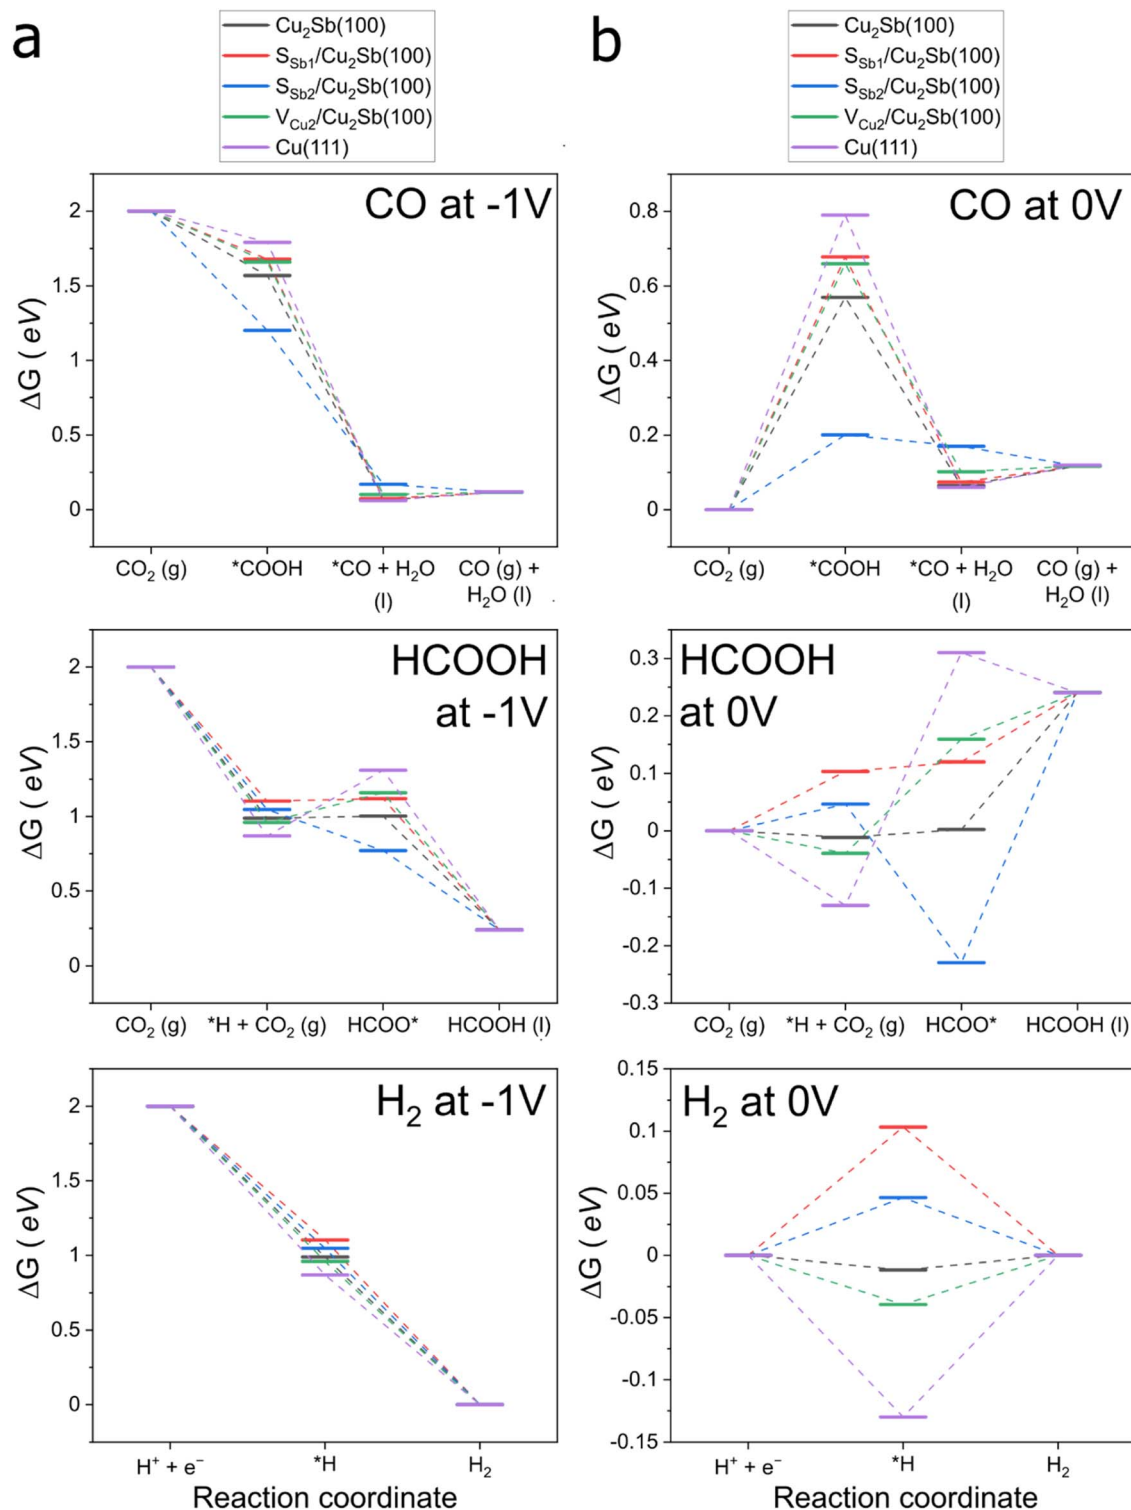 a
Cu₂Sb(100)
S_Sb1/Cu₂Sb(100)
S_Sb2/Cu₂Sb(100)
V_Cu2/Cu₂Sb(100)
Cu(111)
CO at -1V
2
1.5
1
0.5
0
ΔG ( eV)
CO₂ (g)
*COOH
*CO + H₂O
(l)
CO (g) +
H₂O (l)
HCOOH
at -1V
2
1.5
1
0.5
0
ΔG ( eV)
CO₂ (g)
*H + CO₂ (g)
HCOO*
HCOOH (l)
H₂ at -1V
2
1.5
1
0.5
0
ΔG ( eV)
H⁺ + e⁻
*H
H₂
Reaction coordinate
b
Cu₂Sb(100)
S_Sb1/Cu₂Sb(100)
S_Sb2/Cu₂Sb(100)
V_Cu2/Cu₂Sb(100)
Cu(111)
CO at 0V
0.8
0.6
0.4
0.2
0
ΔG ( eV)
CO₂ (g)
*COOH
*CO + H₂O
(l)
CO (g) +
H₂O (l)
HCOOH
at 0V
0.3
0.2
0.1
0
-0.1
-0.2
-0.3
ΔG ( eV)
CO₂ (g)
*H + CO₂ (g)
HCOO*
HCOOH (l)
H₂ at 0V
0.15
0.1
0.05
0
-0.05
-0.1
-0.15
ΔG ( eV)
H⁺ + e⁻
*H
H₂
Reaction coordinate